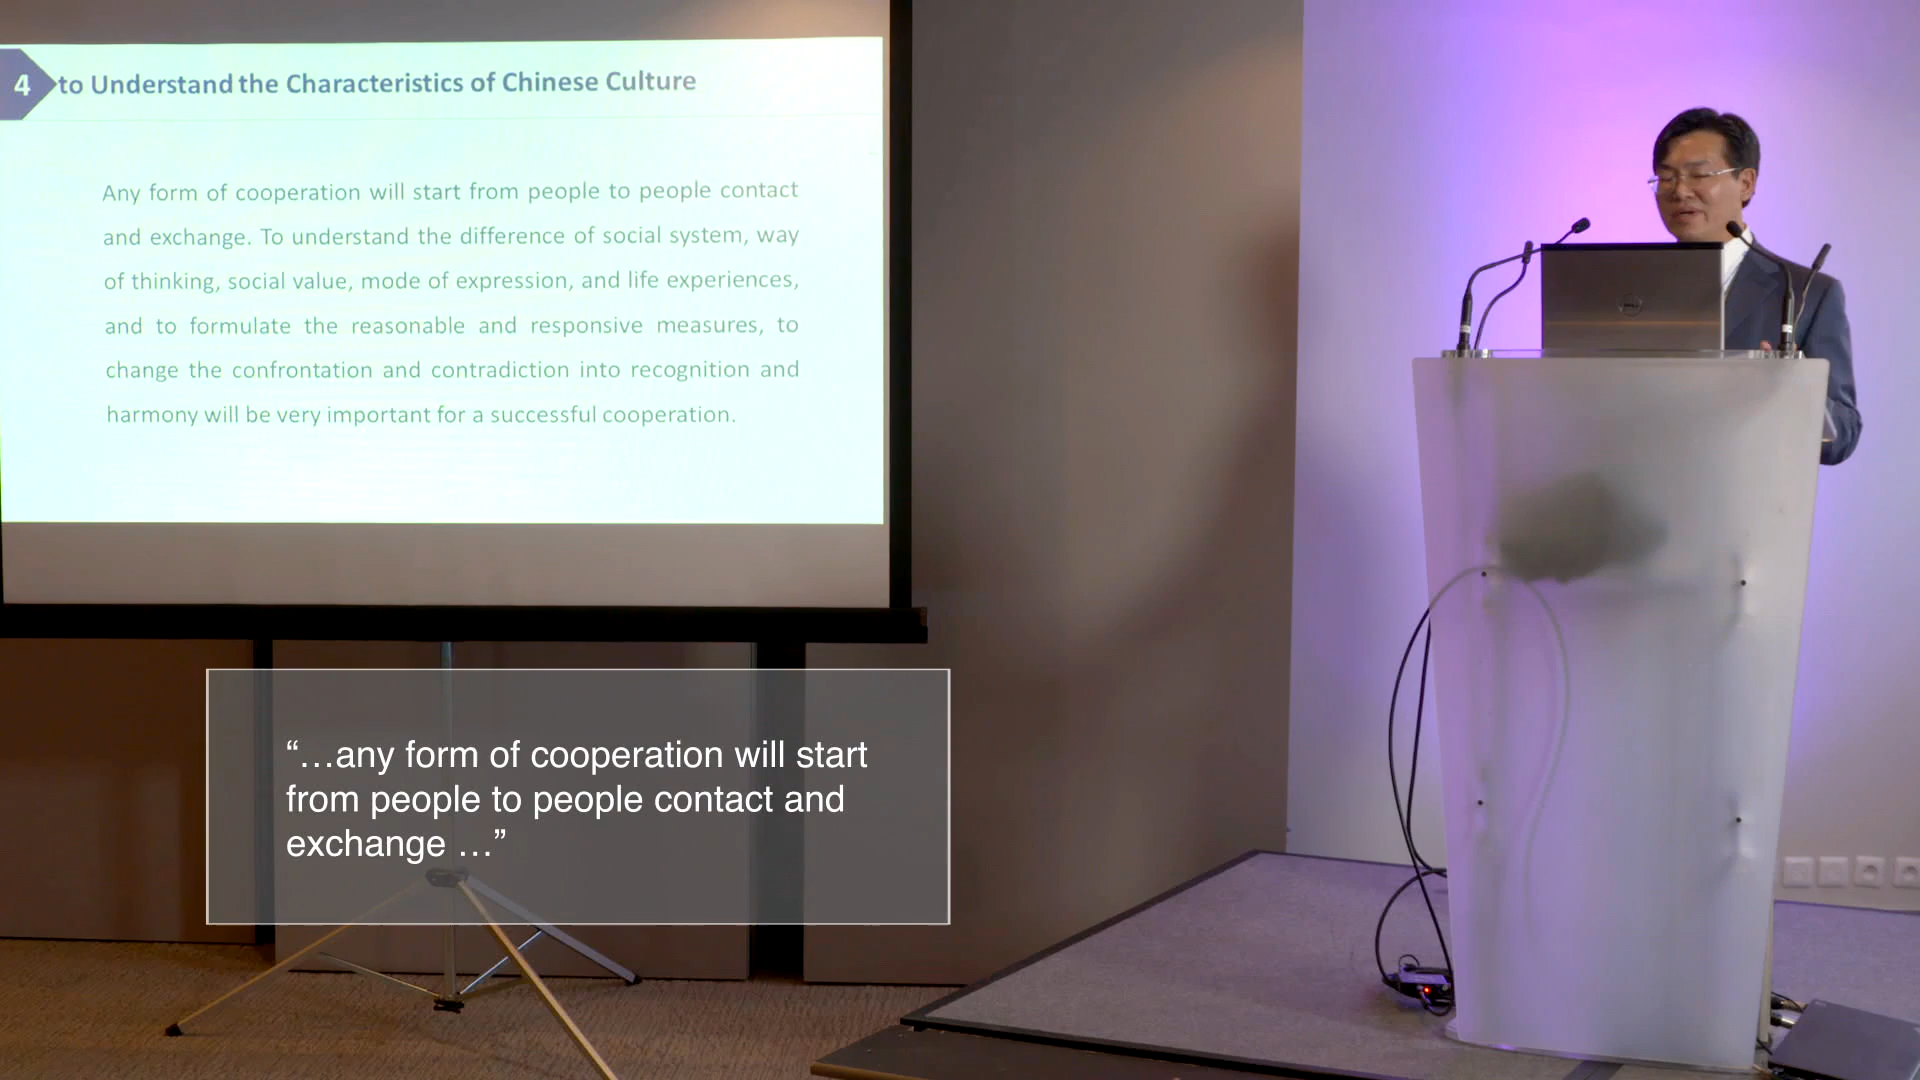 4 to Understand the Characteristics of Chinese Culture
Any form of cooperation will start from people to people contact
and exchange. To understand the difference of social system, way
of thinking, social value, mode of expression, and life experiences,
and to formulate the reasonable and responsive measures, to
change the confrontation and contradiction into recognition and
harmony will be very important for a successful cooperation.
“…any form of cooperation will start
from people to people contact and
exchange …”